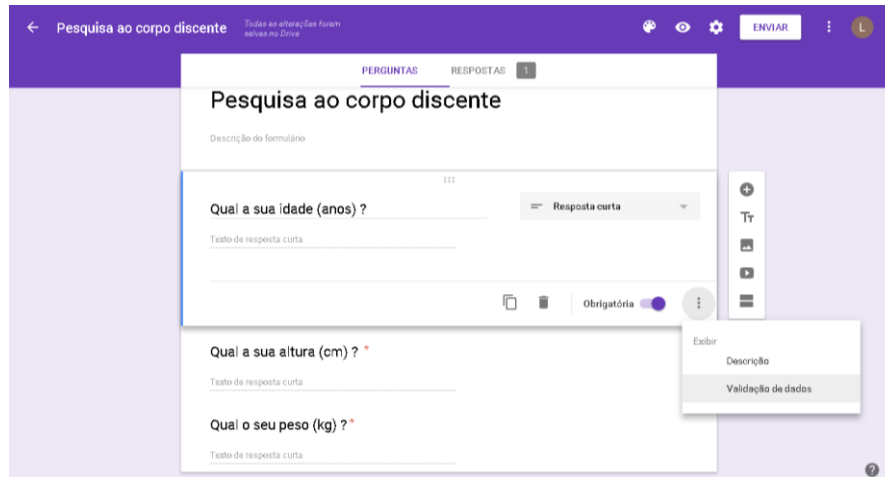 Pesquisa ao corpo discente
Todas as alterações foram
salvas no Drive
ENVIAR
L
PERGUNTAS
RESPOSTAS
1
Pesquisa ao corpo discente
Descrição do formulário
Qual a sua idade (anos) ?
Resposta curta
Texto de resposta curta
Tт
Obrigatória
Exibir
Descrição
Validação de dados
Qual a sua altura (cm) ? *
Texto de resposta curta
Qual o seu peso (kg) ? *
Texto de resposta curta